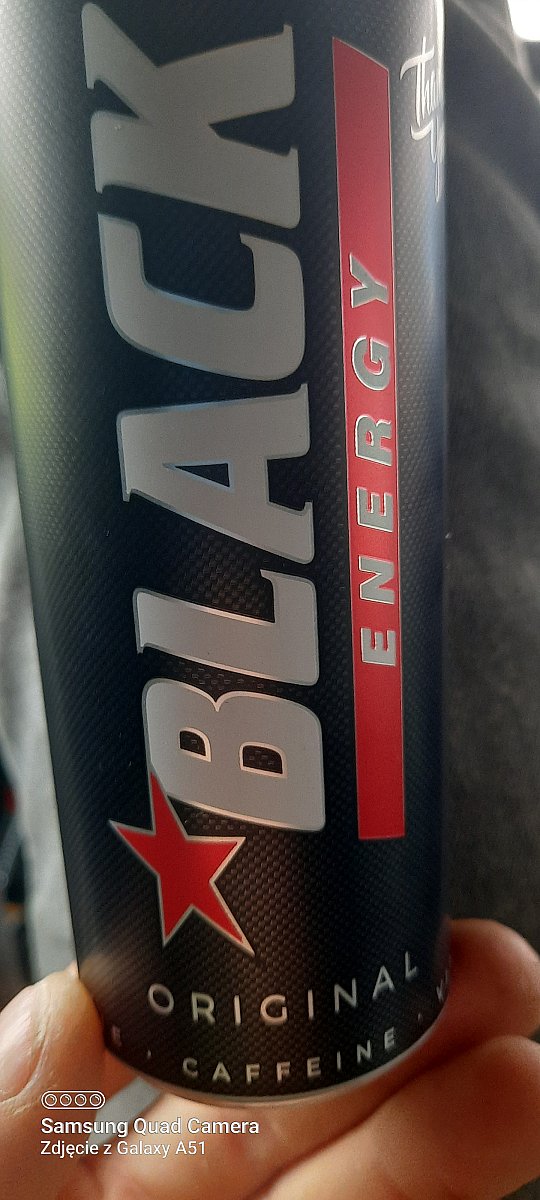 BLACK
ENERGY
ORIGINAL
CAFFEINE
Samsung Quad Camera
Zdjęcie z Galaxy A51